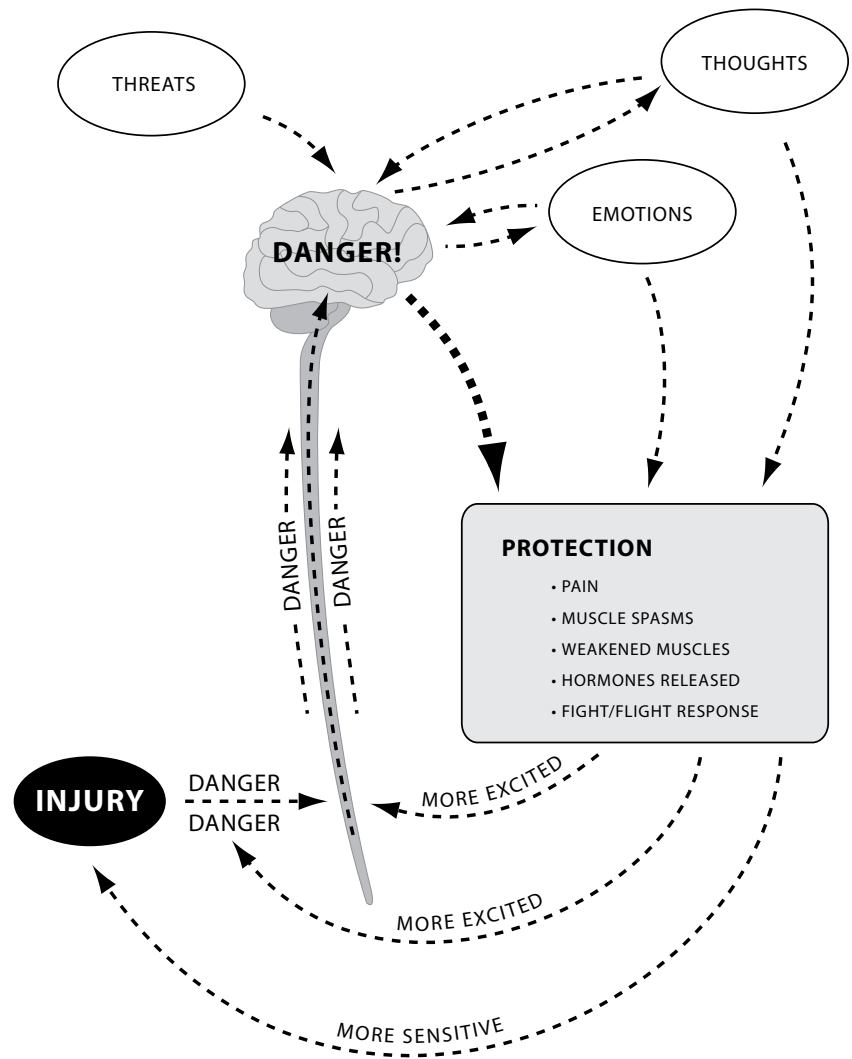 THREATS
THOUGHTS
EMOTIONS
DANGER!
DANGER
DANGER
PROTECTION
• PAIN
• MUSCLE SPASMS
• WEAKENED MUSCLES
• HORMONES RELEASED
• FIGHT/FLIGHT RESPONSE
INJURY
DANGER
DANGER
MORE EXCITED
MORE EXCITED
MORE SENSITIVE